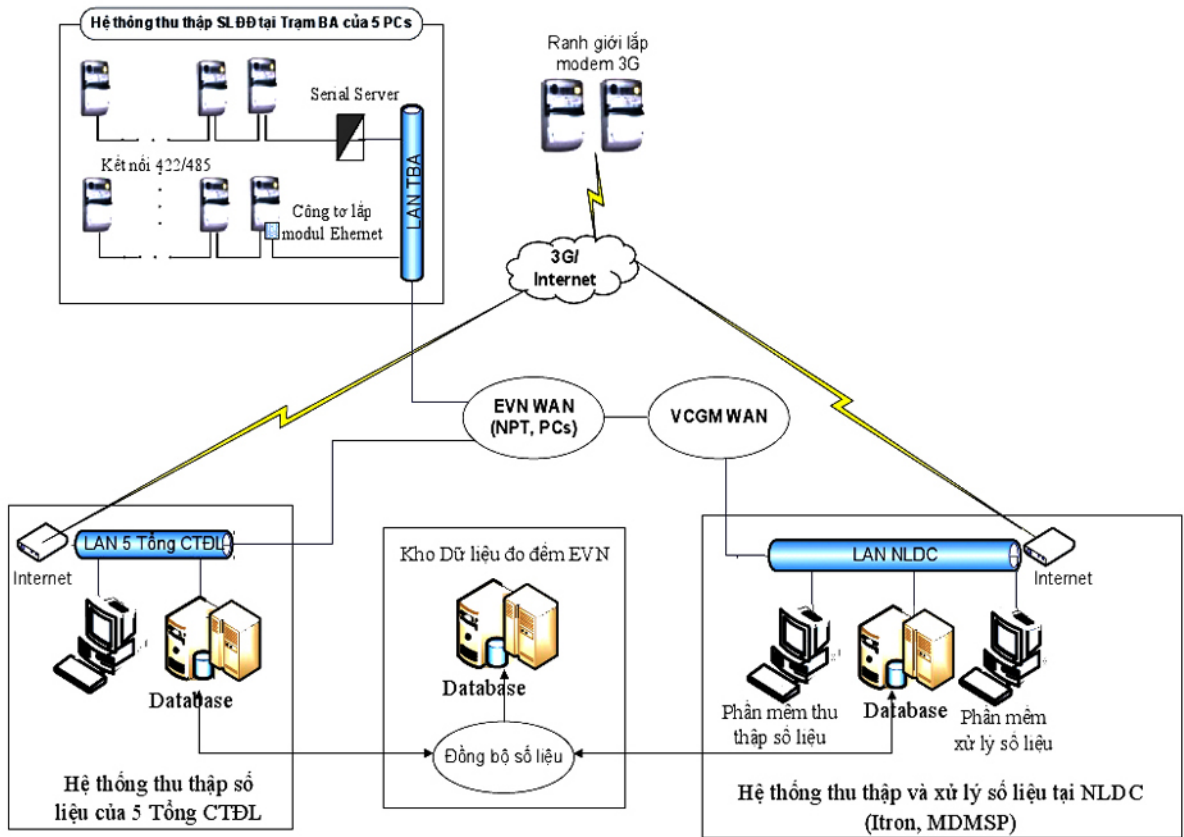 Hệ thống thu thập SLĐĐ tại Trạm BA của 5 PCs
Serial Server
Kết nối 422/485
Công tơ lắp
modul Ehernet
LAN TBA
Ranh giới lắp
modem 3G
3G/
Internet
EVN WAN
(NPT, PCs)
VCGM WAN
LAN 5 Tổng CTĐL
Internet
Database
Hệ thống thu thập số
liệu của 5 Tổng CTĐL
Kho Dữ liệu đo đếm EVN
Database
Đồng bộ số liệu
LAN NLDC
Internet
Phần mềm thu
thập số liệu
Database
Phần mềm
xử lý số liệu
Hệ thống thu thập và xử lý số liệu tại NLDC
(Itron, MDMSP)